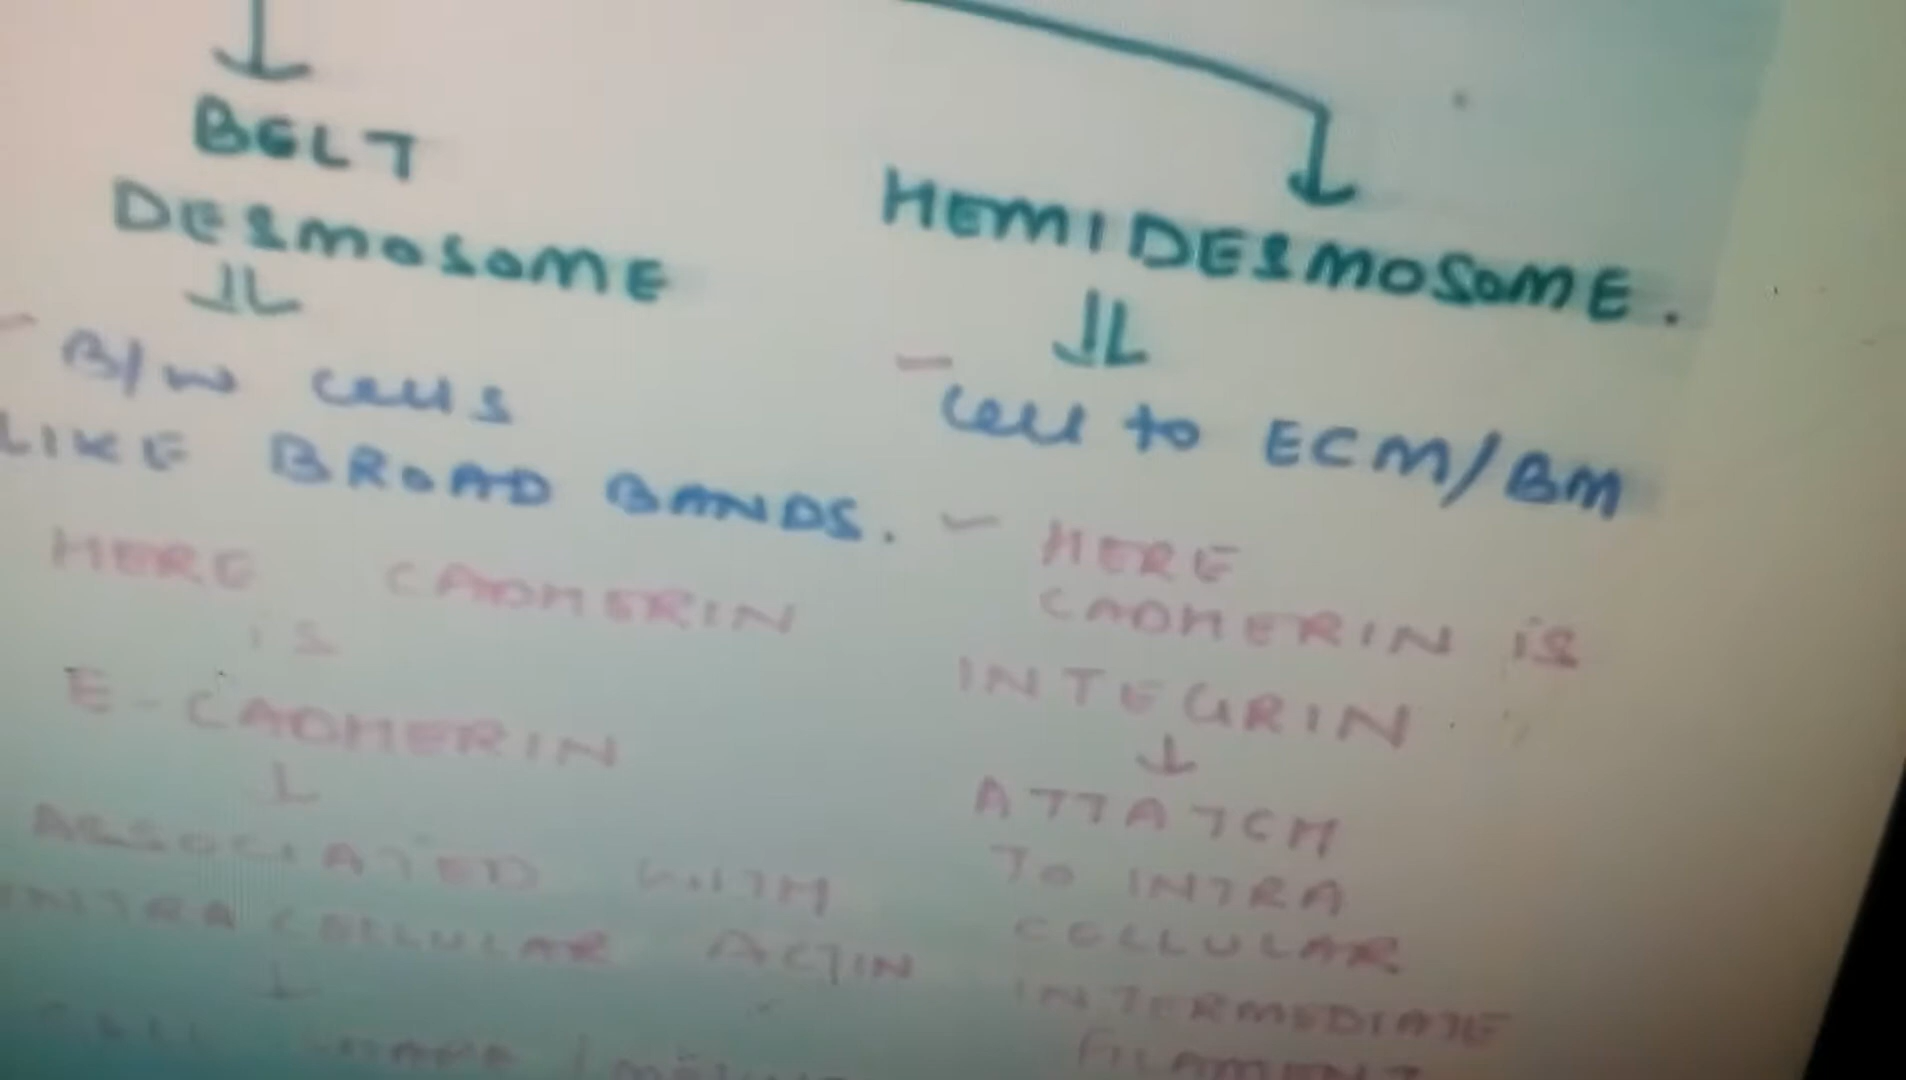 BELT
DESMOSOME
- B/W cells
LIKE BROAD BANDS.
HERE CADHERIN
is
E-CADHERIN
ASSOCIATED WITH
INTRA CELLULAR ACTIN
HEMIDESMOSOME.
- Cell to ECM/BM
- HERE
CADHERIN is
INTEGRIN
ATTATCH
TO INTRA
CELLULAR
INTERMEDIATE
FILAMENT